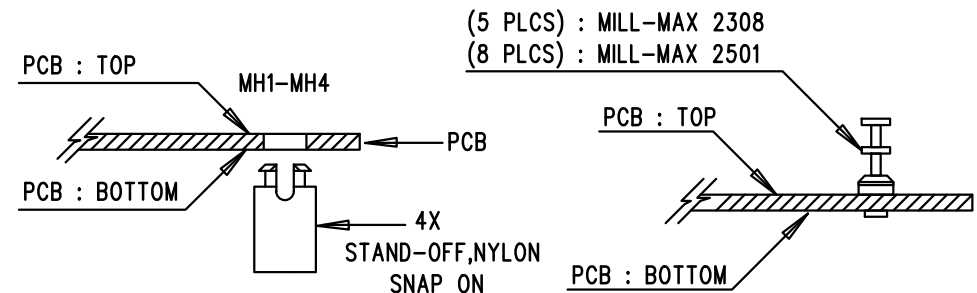 (5 PLCS) : MILL-MAX 2308
(8 PLCS) : MILL-MAX 2501
PCB : TOP
MH1-MH4
PCB : TOP
PCB
PCB : BOTTOM
4X
STAND-OFF,NYLON
SNAP ON
PCB : BOTTOM